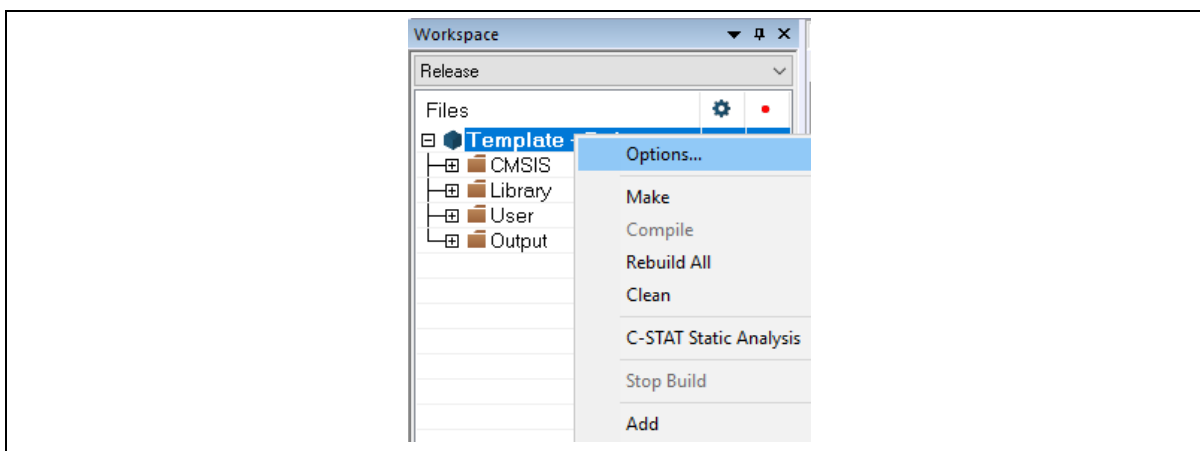 Workspace
Release
Files
Template -
Options...
CMSIS
Library
Make
User
Compile
Output
Rebuild All
Clean
C-STAT Static Analysis
Stop Build
Add